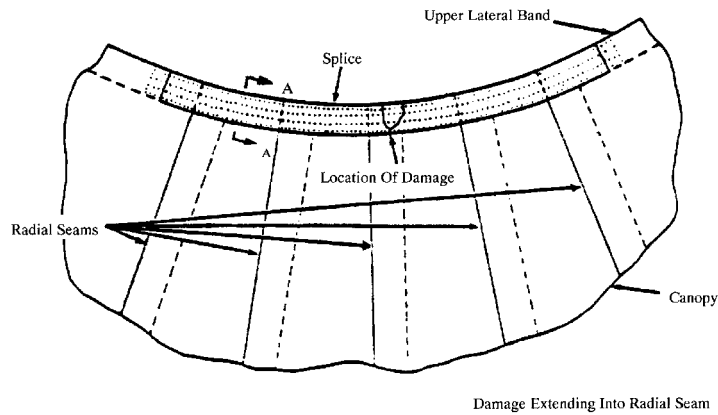 Upper Lateral Band
Splice
A
A
Location Of Damage
Radial Seams
Canopy
Damage Extending Into Radial Seam